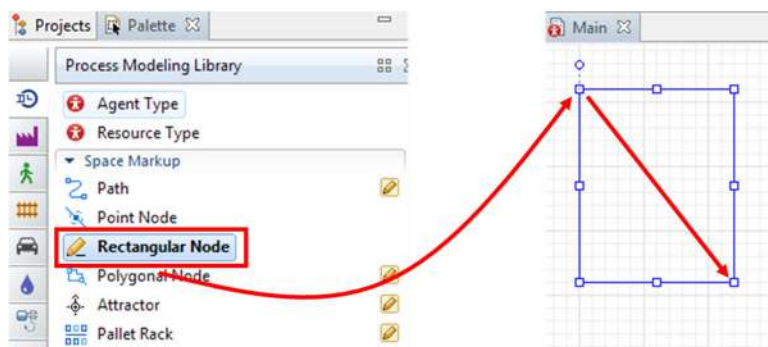 Projects Palette
Process Modeling Library
Agent Type
Resource Type
Space Markup
Path
Point Node
Rectangular Node
Polygonal Node
Attractor
Pallet Rack
Main